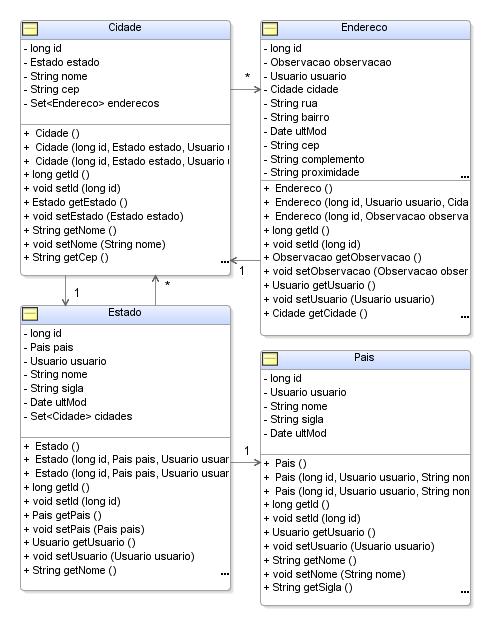 Cidade
- long id
- Estado estado
- String nome
- String cep
- Set<Endereco> enderecos
+ Cidade ()
+ Cidade (long id, Estado estado, Usuario u
+ Cidade (long id, Estado estado, Usuario u
+ long getId ()
+ void setId (long id)
+ Estado getEstado ()
+ void setEstado (Estado estado)
+ String getNome ()
+ void setNome (String nome)
+ String getCep ()
...
*
Endereco
- long id
- Observacao observacao
- Usuario usuario
- Cidade cidade
- String rua
- String bairro
- Date ultMod
- String cep
- String complemento
- String proximidade
...
+ Endereco ()
+ Endereco (long id, Usuario usuario, Cida
+ Endereco (long id, Observacao observa
+ long getId ()
+ void setId (long id)
+ Observacao getObservacao ()
+ void setObservacao (Observacao obser
+ Usuario getUsuario ()
+ void setUsuario (Usuario usuario)
+ Cidade getCidade ()
...
1
1
*
Estado
- long id
- Pais pais
- Usuario usuario
- String nome
- String sigla
- Date ultMod
- Set<Cidade> cidades
+ Estado ()
+ Estado (long id, Pais pais, Usuario usuar
+ Estado (long id, Pais pais, Usuario usuar
+ long getId ()
+ void setId (long id)
+ Pais getPais ()
+ void setPais (Pais pais)
+ Usuario getUsuario ()
+ void setUsuario (Usuario usuario)
+ String getNome ()
...
1
Pais
- long id
- Usuario usuario
- String nome
- String sigla
- Date ultMod
+ Pais ()
+ Pais (long id, Usuario usuario, String nom
+ Pais (long id, Usuario usuario, String nom
+ long getId ()
+ void setId (long id)
+ Usuario getUsuario ()
+ void setUsuario (Usuario usuario)
+ String getNome ()
+ void setNome (String nome)
+ String getSigla ()
...